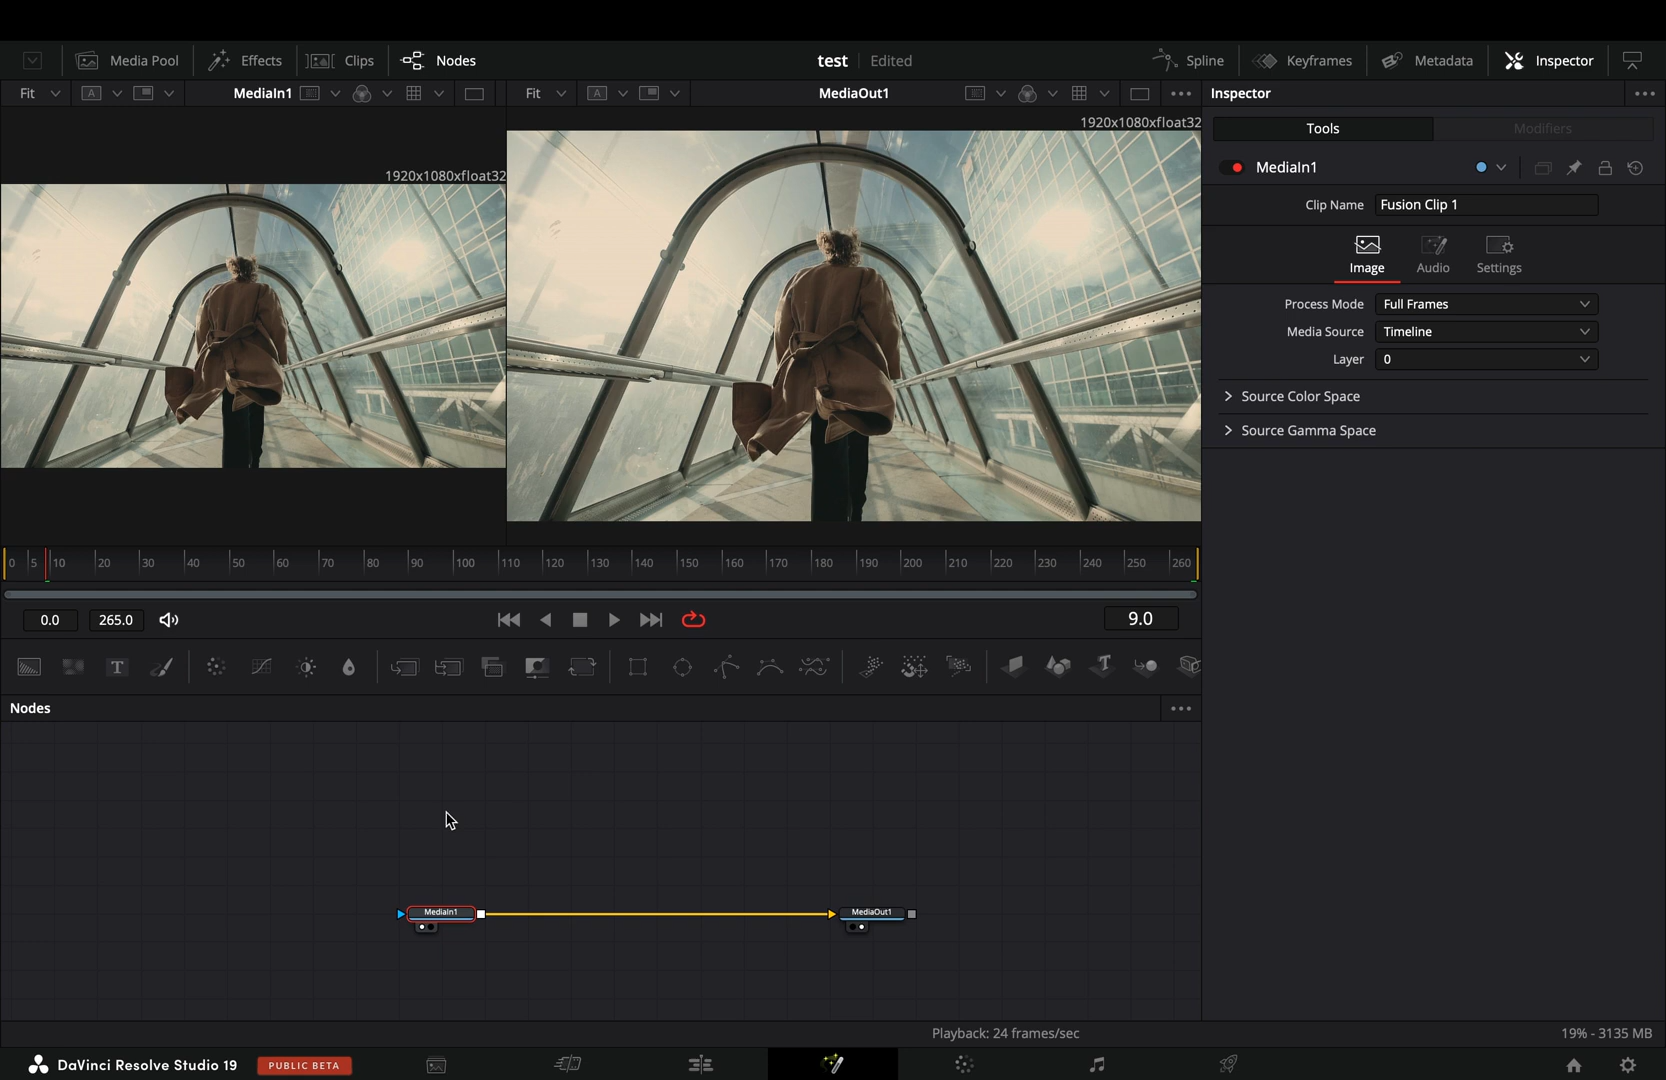 Media Pool Effects Clips Nodes test Edited Spline Keyframes Metadata Inspector
Fit A MediaIn1 Fit A MediaOut1 Inspector
1920x1080xfloat32
1920x1080xfloat32
Tools Modifiers
MediaIn1
Clip Name Fusion Clip 1
Image Audio Settings
Process Mode Full Frames
Media Source Timeline
Layer 0
Source Color Space
Source Gamma Space
0 5 10 20 30 40 50 60 70 80 90 100 110 120 130 140 150 160 170 180 190 200 210 220 230 240 250 260
0.0 265.0 9.0
T T
Nodes
MediaIn1 MediaOut1
Playback: 24 frames/sec 19% - 3135 MB
DaVinci Resolve Studio 19 PUBLIC BETA